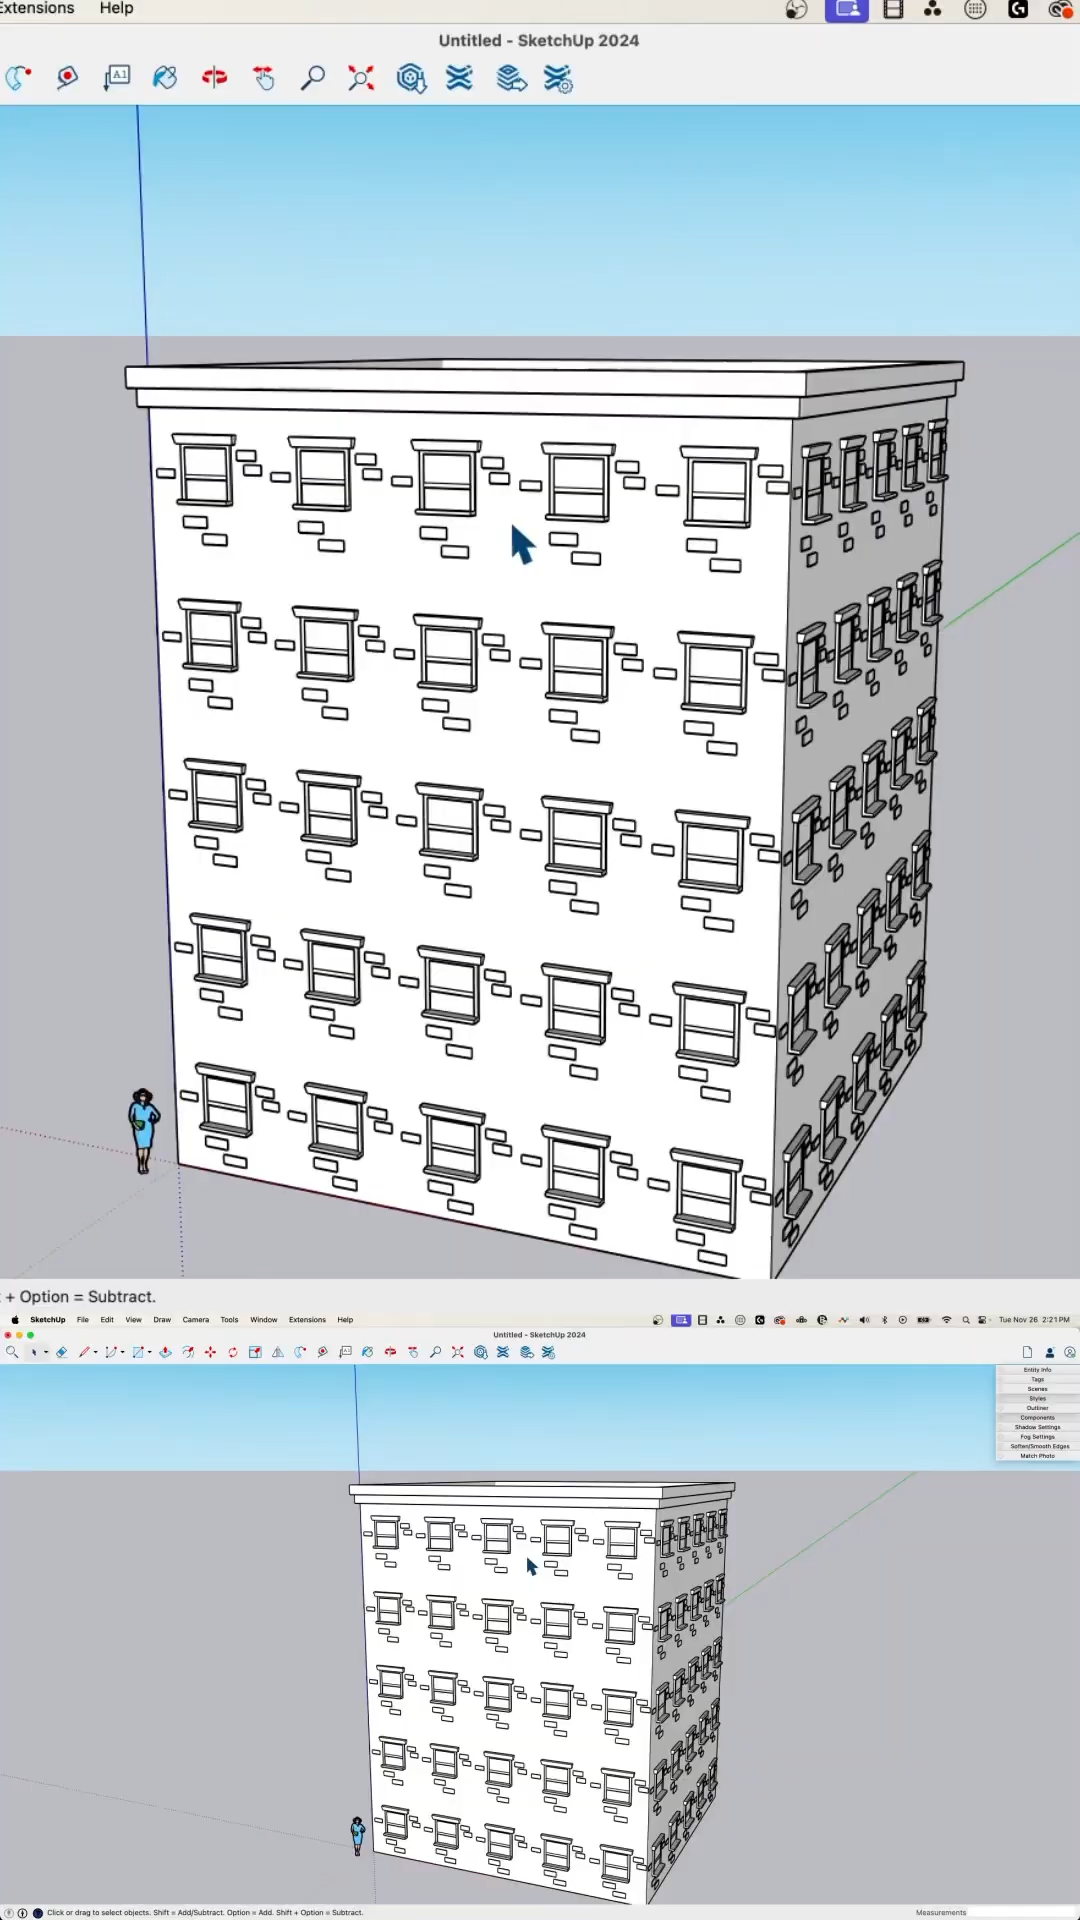 Extensions Help
Untitled - SketchUp 2024
A1
+ Option = Subtract.
SketchUp File Edit View Draw Camera Tools Window Extensions Help Tue Nov 26 2:21PM
Untitled - SketchUp 2024
Entity Info
Tags
Scenes
Styles
Outliner
Components
Shadow Settings
Fog Settings
Soften/Smooth Edges
Match Photo
Click or drag to select objects. Shift = Add/Subtract. Option = Add. Shift + Option = Subtract. Measurements